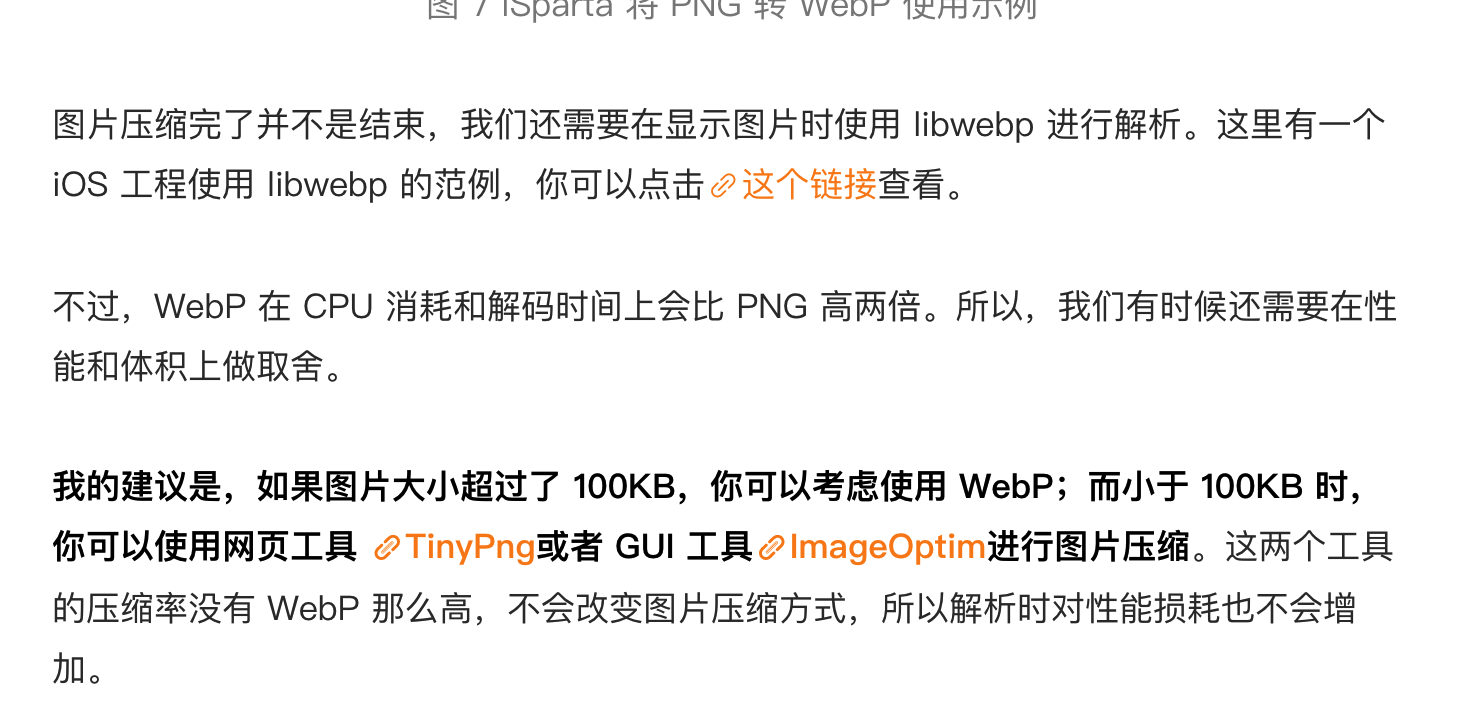 图 7 iSparta 将 PNG 转 WebP 使用示例
图片压缩完了并不是结束，我们还需要在显示图片时使用 libwebp 进行解析。这里有一个
iOS 工程使用 libwebp 的范例，你可以点击这个链接查看。
不过，WebP 在 CPU 消耗和解码时间上会比 PNG 高两倍。所以，我们有时候还需要在性
能和体积上做取舍。
我的建议是，如果图片大小超过了 100KB，你可以考虑使用 WebP；而小于 100KB 时，
你可以使用网页工具 TinyPng或者 GUI 工具ImageOptim进行图片压缩。这两个工具
的压缩率没有 WebP 那么高，不会改变图片压缩方式，所以解析时对性能损耗也不会增
加。